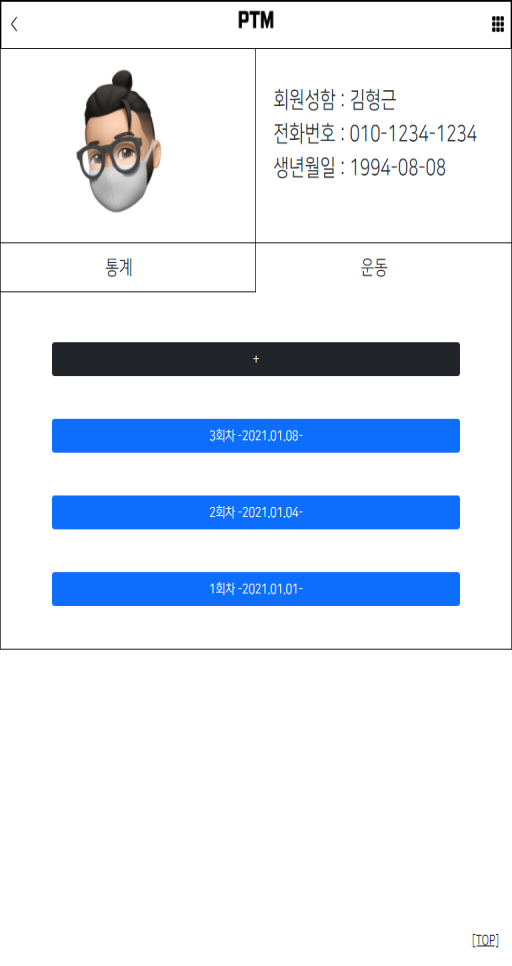 PTM
회원성함 : 김형근
전화번호 : 010-1234-1234
생년월일 : 1994-08-08
통계
운동
+
3회차 -2021.01.08-
2회차 -2021.01.04-
1회차 -2021.01.01-
[TOP]